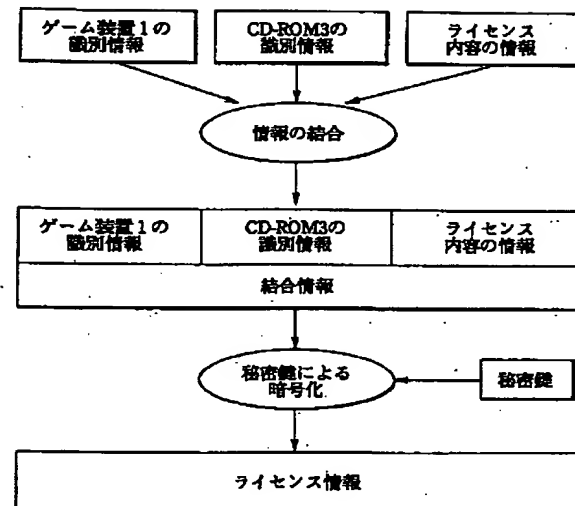 ゲーム装置1の
識別情報
CD-ROM3の
識別情報
ライセンス
内容の情報
情報の結合
ゲーム装置1の
識別情報
CD-ROM3の
識別情報
ライセンス
内容の情報
結合情報
秘密鍵による
暗号化
秘密鍵
ライセンス情報